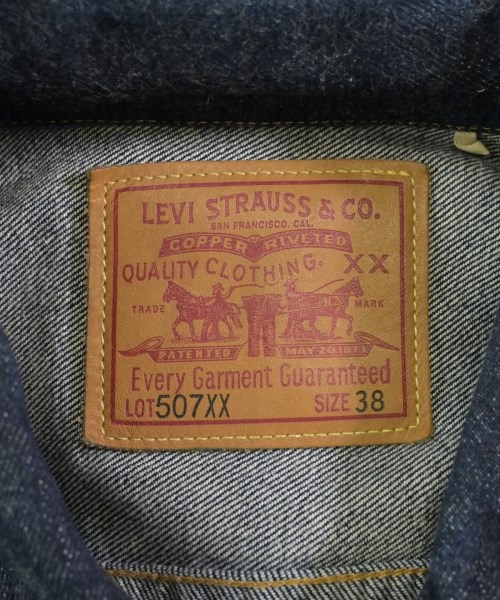 LEVI STRAUSS & CO.
SAN FRANCISCO, CAL.
COPPER RIVETED
QUALITY CLOTHING. XX
TRADE MARK
PATENTED MAY 20 1873
Every Garment Guaranteed
LOT 507XX SIZE 38